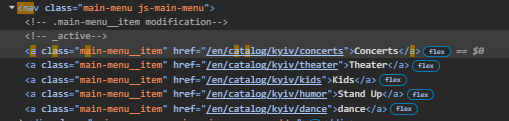 ▼<nav class="main-menu js-main-menu">
<!-- .main-menu__item modification-->
<!-- _active-->
<a class="main-menu__item" href="/en/catalog/kyiv/concerts">Concerts</a> flex == $0
<a class="main-menu__item" href="/en/catalog/kyiv/theater">Theater</a> flex
<a class="main-menu__item" href="/en/catalog/kyiv/kids">Kids</a> flex
<a class="main-menu__item" href="/en/catalog/kyiv/humor">Stand Up</a> flex
<a class="main-menu__item" href="/en/catalog/kyiv/dance">dance</a> flex